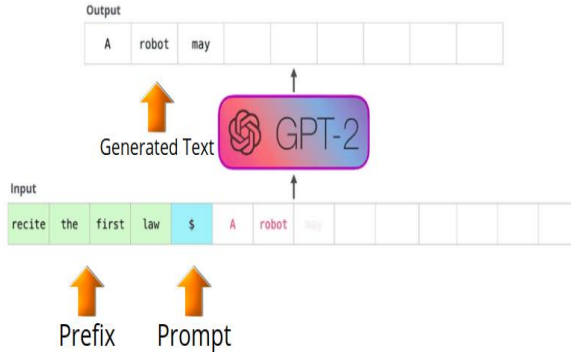 Output
A robot may
Generated Text
GPT-2
Input
recite the first law $ A robot may
Prefix Prompt